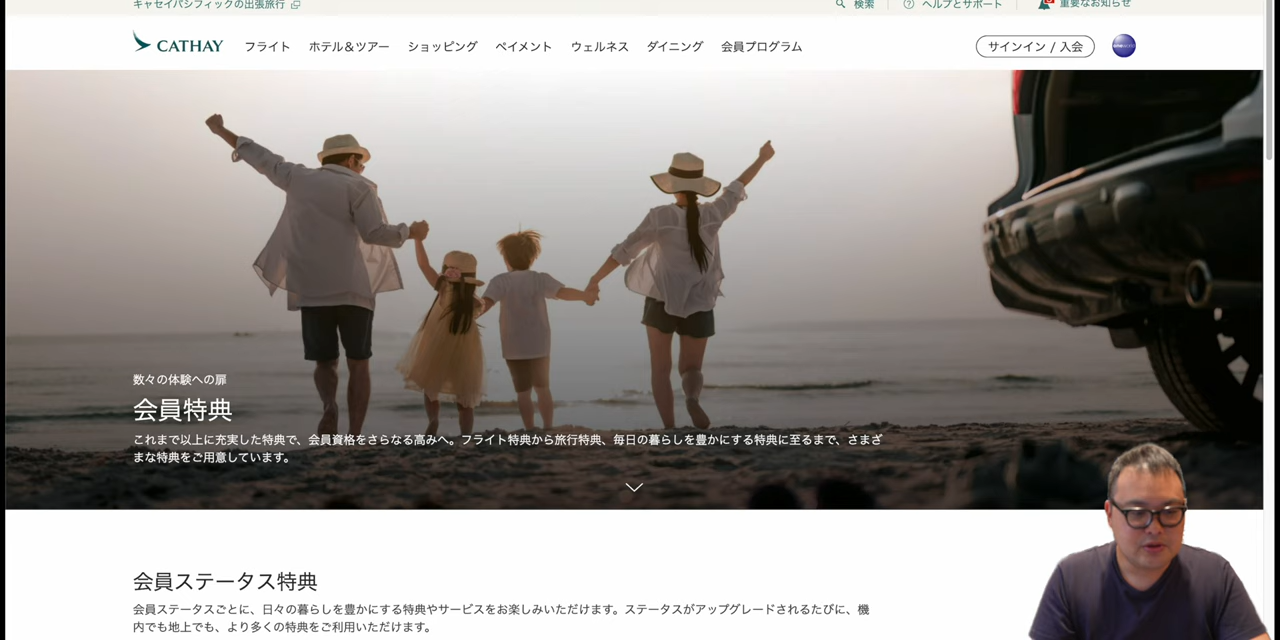 キャセイパシフィックの出張旅行
検索
ヘルプとサポート
重要なお知らせ
CATHAY
フライト
ホテル＆ツアー
ショッピング
ペイメント
ウェルネス
ダイニング
会員プログラム
サインイン / 入会
数々の体験への扉
会員特典
これまで以上に充実した特典で、会員資格をさらなる高みへ。フライト特典から旅行特典、毎日の暮らしを豊かにする特典に至るまで、さまざ
まな特典をご用意しています。
会員ステータス特典
会員ステータスごとに、日々の暮らしを豊かにする特典やサービスをお楽しみいただけます。ステータスがアップグレードされるたびに、機
内でも地上でも、より多くの特典をご利用いただけます。